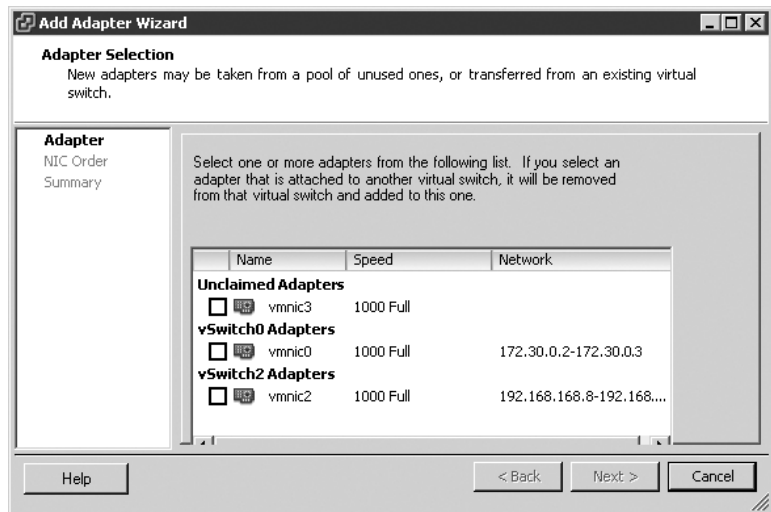 Add Adapter Wizard
Adapter Selection
New adapters may be taken from a pool of unused ones, or transferred from an existing virtual
switch.
Adapter
NIC Order
Summary
Select one or more adapters from the following list. If you select an
adapter that is attached to another virtual switch, it will be removed
from that virtual switch and added to this one.
Name Speed Network
Unclaimed Adapters
vmnic3 1000 Full
vSwitch0 Adapters
vmnic0 1000 Full 172.30.0.2-172.30.0.3
vSwitch2 Adapters
vmnic2 1000 Full 192.168.168.8-192.168....
Help < Back Next > Cancel